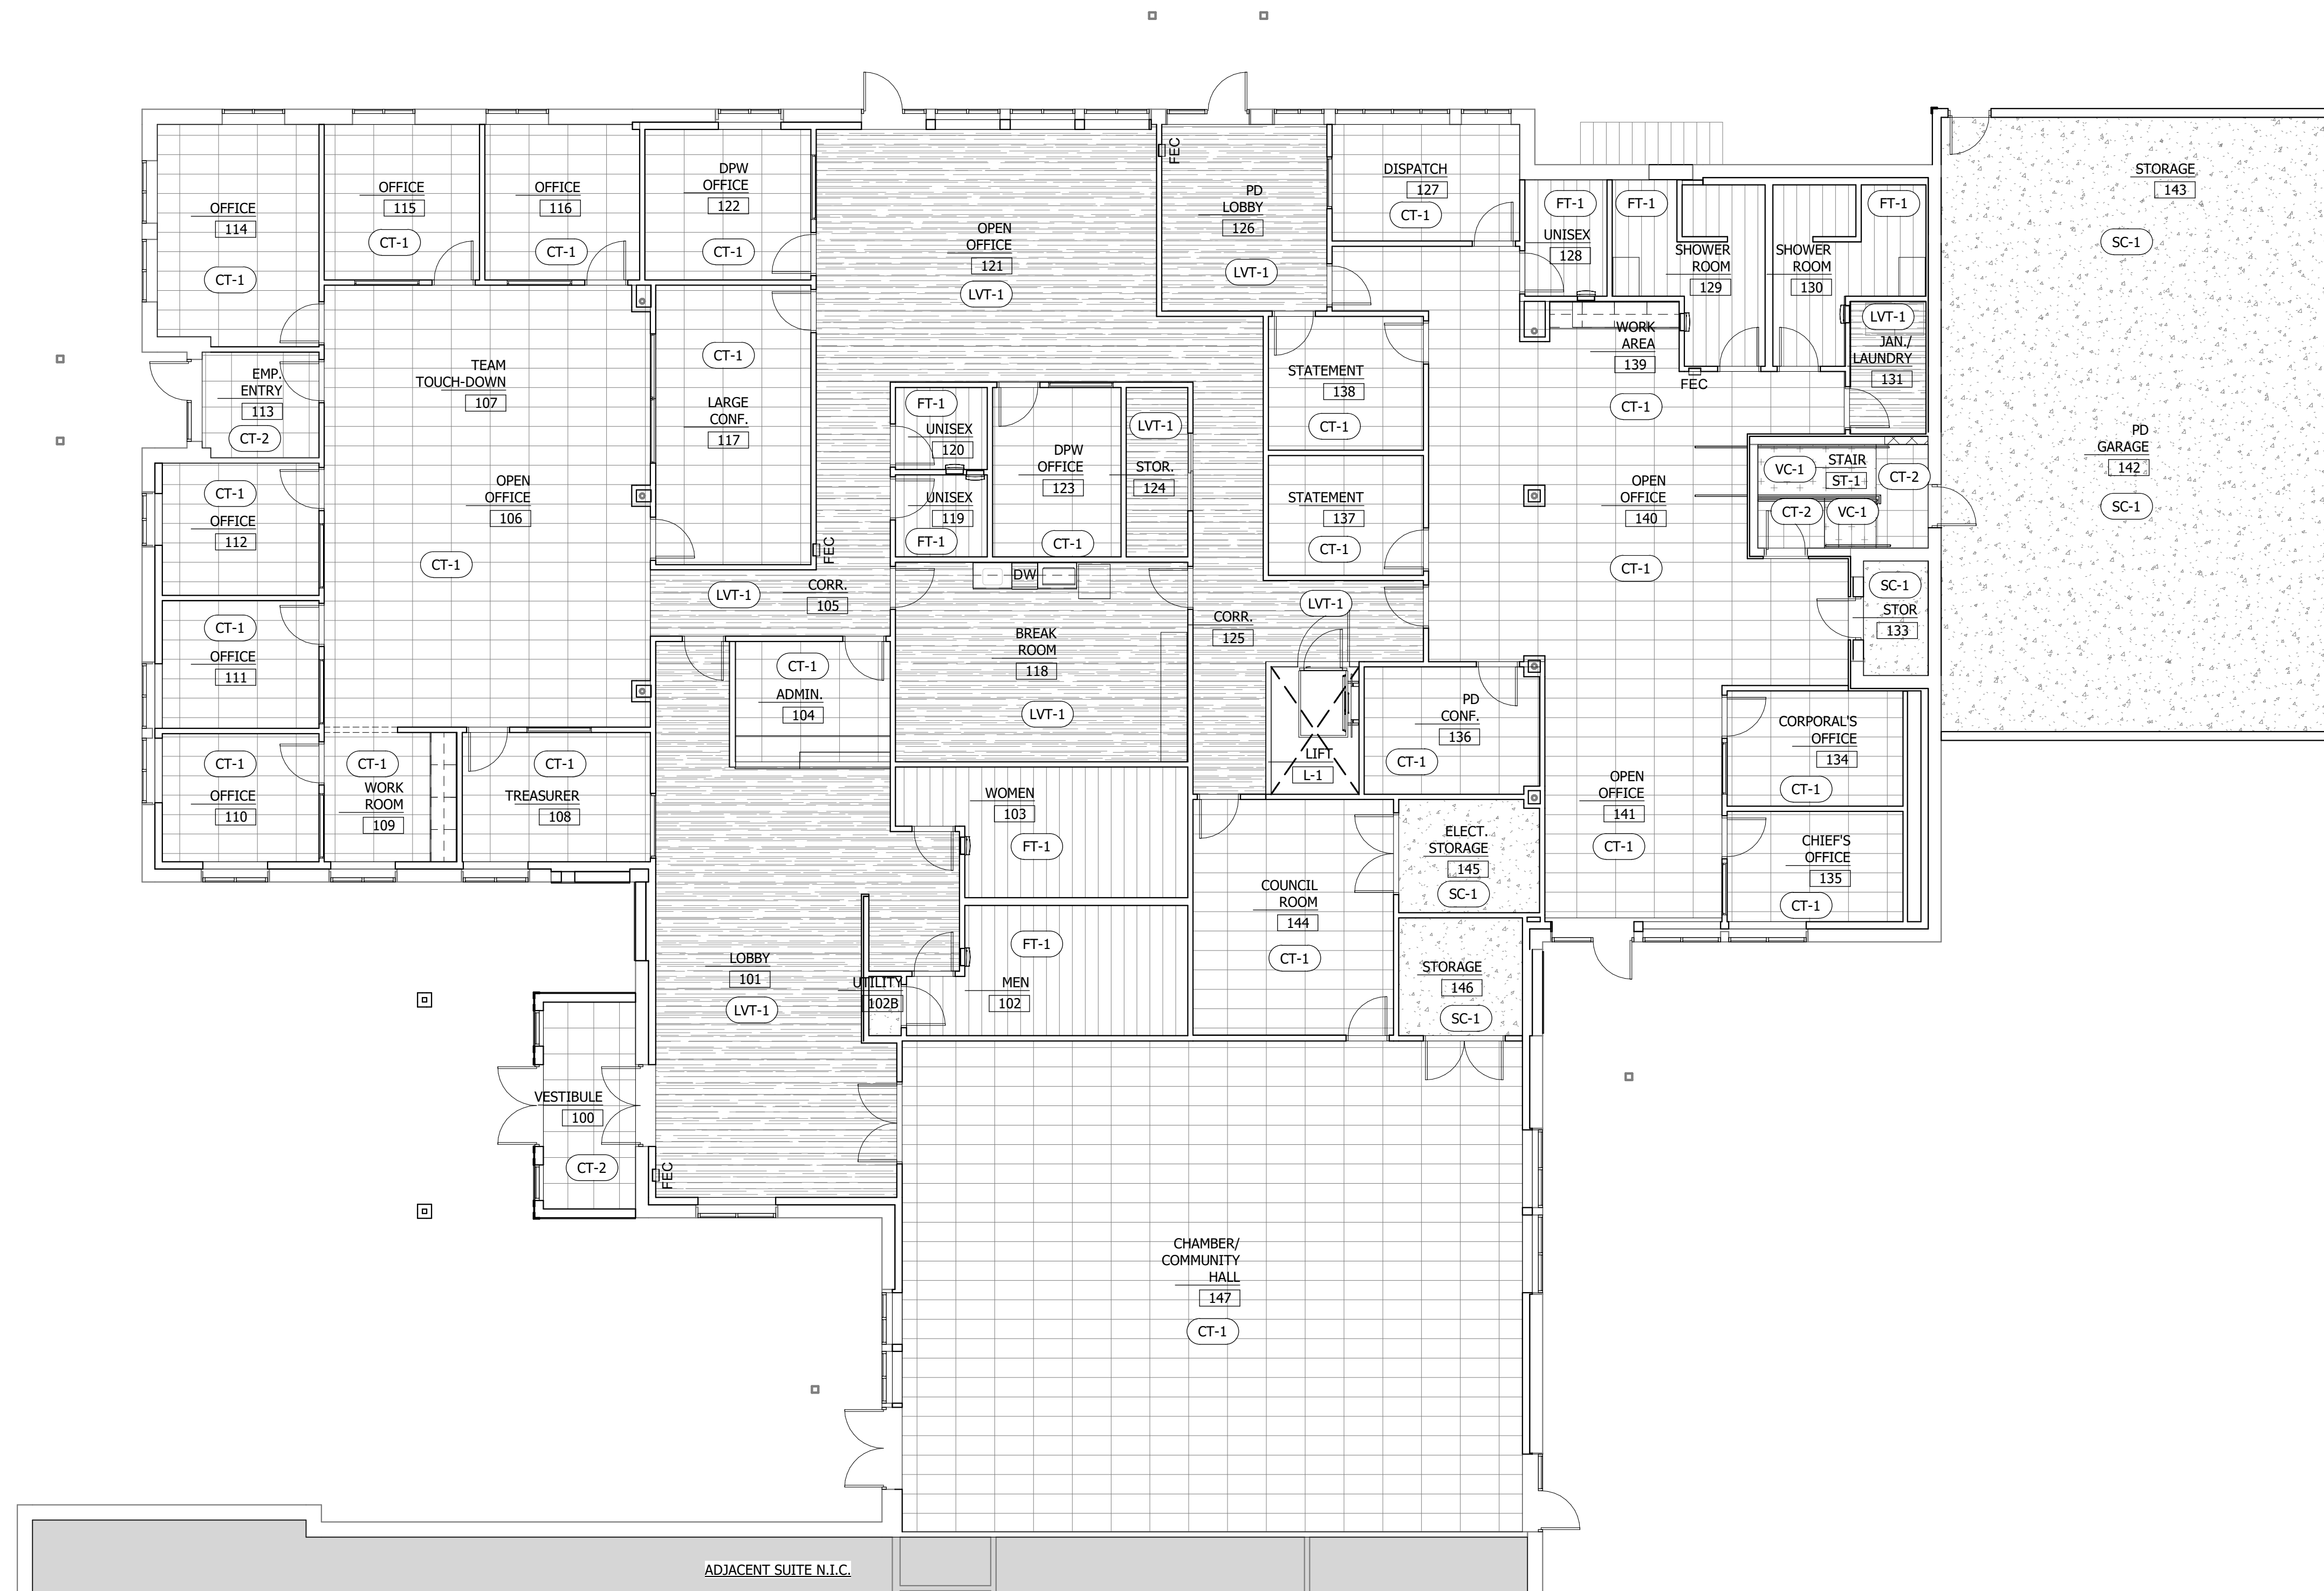 OFFICE
114
CT-1
OFFICE
115
CT-1
OFFICE
116
CT-1
DPW
OFFICE
122
CT-1
OPEN
OFFICE
121
LVT-1
FEC
PD
LOBBY
126
LVT-1
DISPATCH
127
CT-1
FT-1
UNISEX
128
FT-1
SHOWER
ROOM
129
SHOWER
ROOM
130
FT-1
STORAGE
143
SC-1
EMP.
ENTRY
113
CT-2
TEAM
TOUCH-DOWN
107
CT-1
LARGE
CONF.
117
FT-1
UNISEX
120
UNISEX
119
FT-1
DPW
OFFICE
123
CT-1
LVT-1
STOR.
124
STATEMENT
138
CT-1
STATEMENT
137
CT-1
WORK
AREA
139
FEC
CT-1
LVT-1
JAN./
LAUNDRY
131
PD
GARAGE
142
SC-1
CT-1
OFFICE
112
OPEN
OFFICE
106
CT-1
FEC
OPEN
OFFICE
140
CT-1
VC-1
STAIR
ST-1
CT-2
CT-2
VC-1
CT-1
OFFICE
111
LVT-1
CORR.
105
DW
BREAK
ROOM
118
LVT-1
CORR.
125
LVT-1
SC-1
STOR
133
CT-1
ADMIN.
104
LIFT
L-1
PD
CONF.
136
CT-1
CORPORAL'S
OFFICE
134
CT-1
CT-1
OFFICE
110
CT-1
WORK
ROOM
109
CT-1
TREASURER
108
WOMEN
103
FT-1
OPEN
OFFICE
141
CT-1
CHIEF'S
OFFICE
135
CT-1
ELECT.
STORAGE
145
SC-1
COUNCIL
ROOM
144
CT-1
LOBBY
101
LVT-1
UTILITY
102B
FT-1
MEN
102
STORAGE
146
SC-1
VESTIBULE
100
CT-2
FEC
CHAMBER/
COMMUNITY
HALL
147
CT-1
ADJACENT SUITE N.I.C.